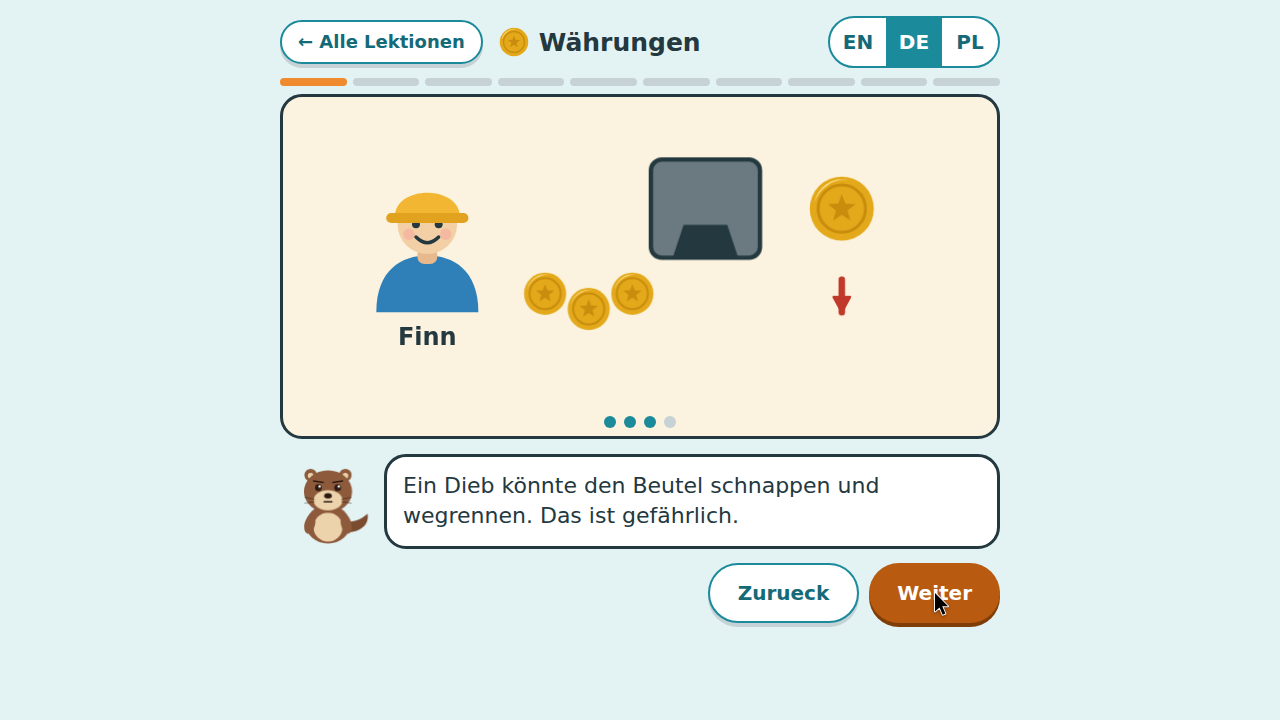 ← Alle Lektionen
Währungen
EN
DE
PL
Finn
Ein Dieb könnte den Beutel schnappen und
wegrennen. Das ist gefährlich.
Zurueck
Weiter